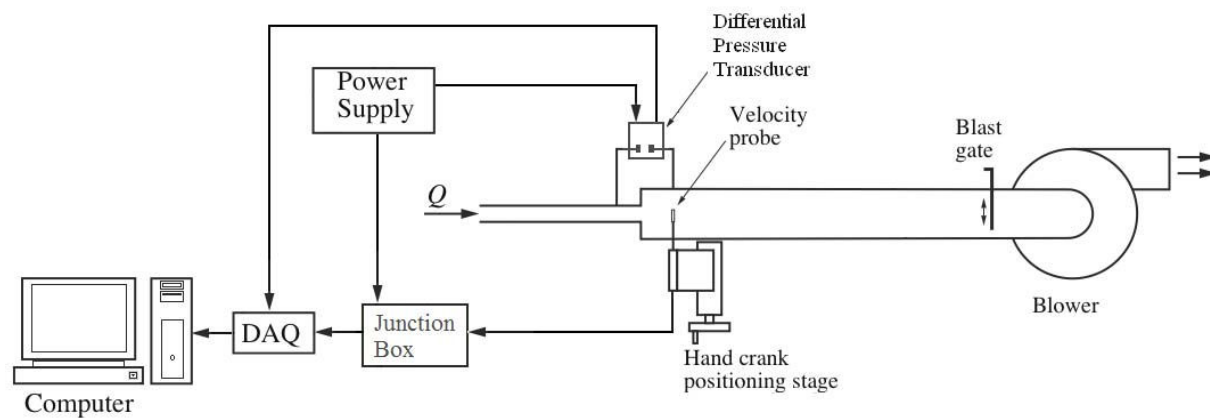 Differential
Pressure
Transducer
Power
Supply
Velocity
probe
Blast
gate
Q
Blower
DAQ
Junction
Box
Hand crank
positioning stage
Computer